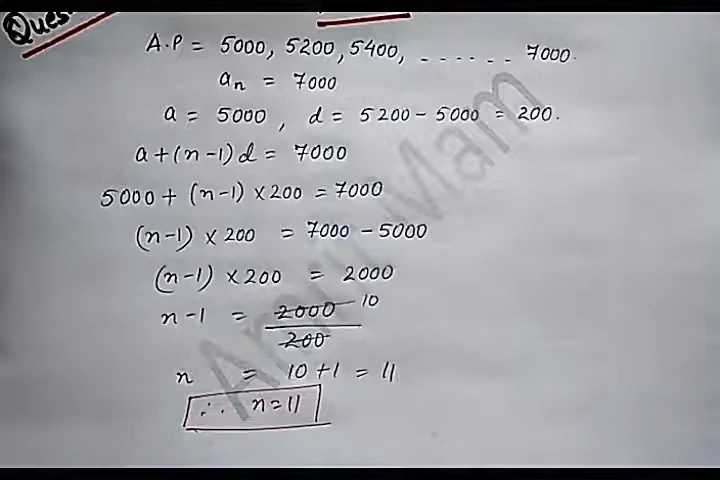 Ques
A.P = 5000, 5200, 5400, ------ 7000.
an = 7000
a = 5000, d = 5200 - 5000 = 200.
a+(n-1)d = 7000
5000 + (n-1) ×200 = 7000
(n-1) × 200 = 7000 - 5000
(n-1) × 200 = 2000
n-1 = 2000/200 10
n = 10+1 = 11
∴ n=11